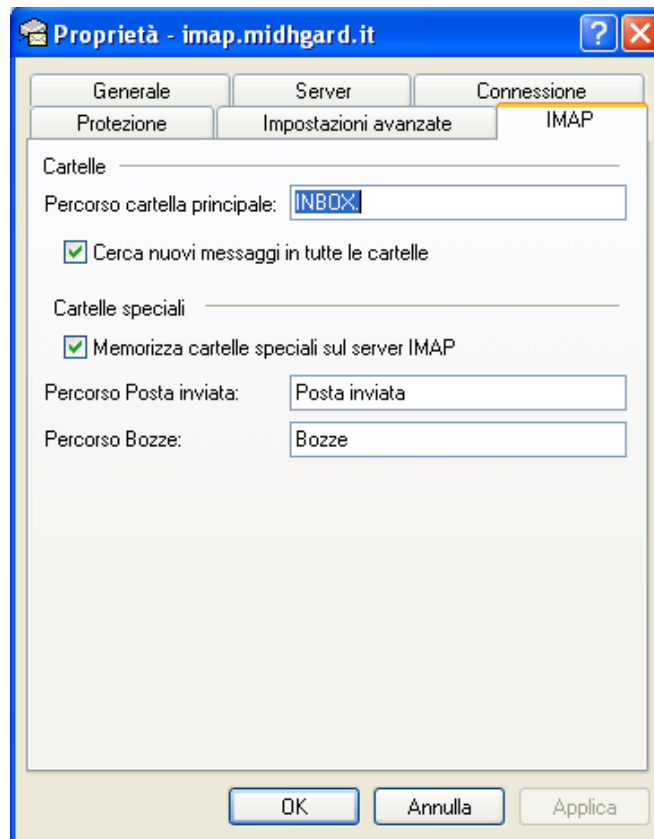 Proprietà - imap.midhgard.it
Generale Server Connessione
Protezione Impostazioni avanzate IMAP
Cartelle
Percorso cartella principale: INBOX.
Cerca nuovi messaggi in tutte le cartelle
Cartelle speciali
Memorizza cartelle speciali sul server IMAP
Percorso Posta inviata: Posta inviata
Percorso Bozze: Bozze
OK Annulla Applica